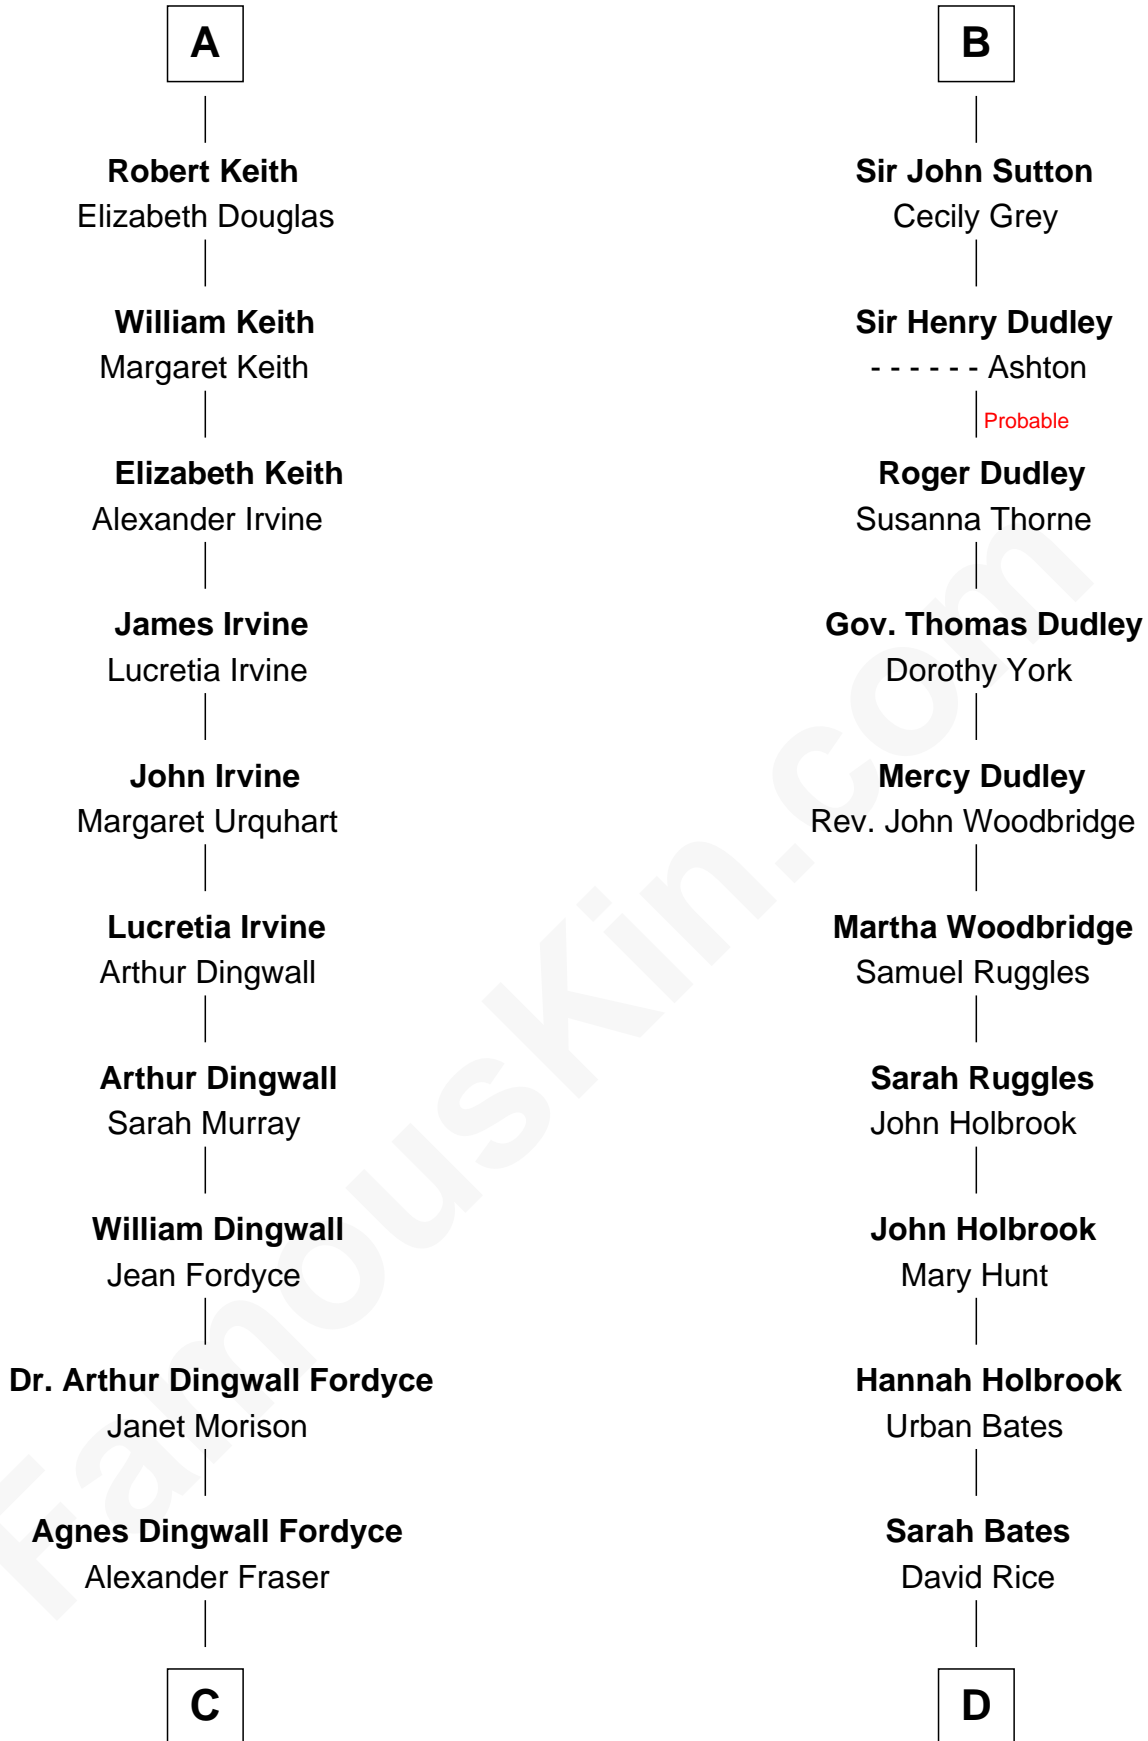 A
Robert Keith
Elizabeth Douglas
William Keith
Margaret Keith
Elizabeth Keith
Alexander Irvine
James Irvine
Lucretia Irvine
John Irvine
Margaret Urquhart
Lucretia Irvine
Arthur Dingwall
Arthur Dingwall
Sarah Murray
William Dingwall
Jean Fordyce
Dr. Arthur Dingwall Fordyce
Janet Morison
Agnes Dingwall Fordyce
Alexander Fraser
C
B
Sir John Sutton
Cecily Grey
Sir Henry Dudley
- - - - - - Ashton
Probable
Roger Dudley
Susanna Thorne
Gov. Thomas Dudley
Dorothy York
Mercy Dudley
Rev. John Woodbridge
Martha Woodbridge
Samuel Ruggles
Sarah Ruggles
John Holbrook
John Holbrook
Mary Hunt
Hannah Holbrook
Urban Bates
Sarah Bates
David Rice
D
FamousKin.com